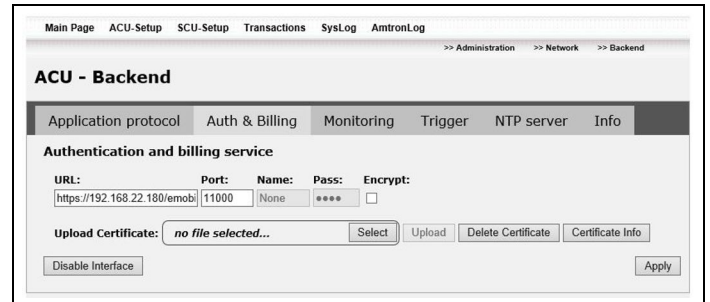 Main Page ACU-Setup SCU-Setup Transactions SysLog AmtronLog
>> Administration >> Network >> Backend
ACU - Backend
Application protocol Auth & Billing Monitoring Trigger NTP server Info
Authentication and billing service
URL: Port: Name: Pass: Encrypt:
https://192.168.22.180/emobi 11000 None ●●●●
Upload Certificate: no file selected... Select Upload Delete Certificate Certificate Info
Disable Interface Apply